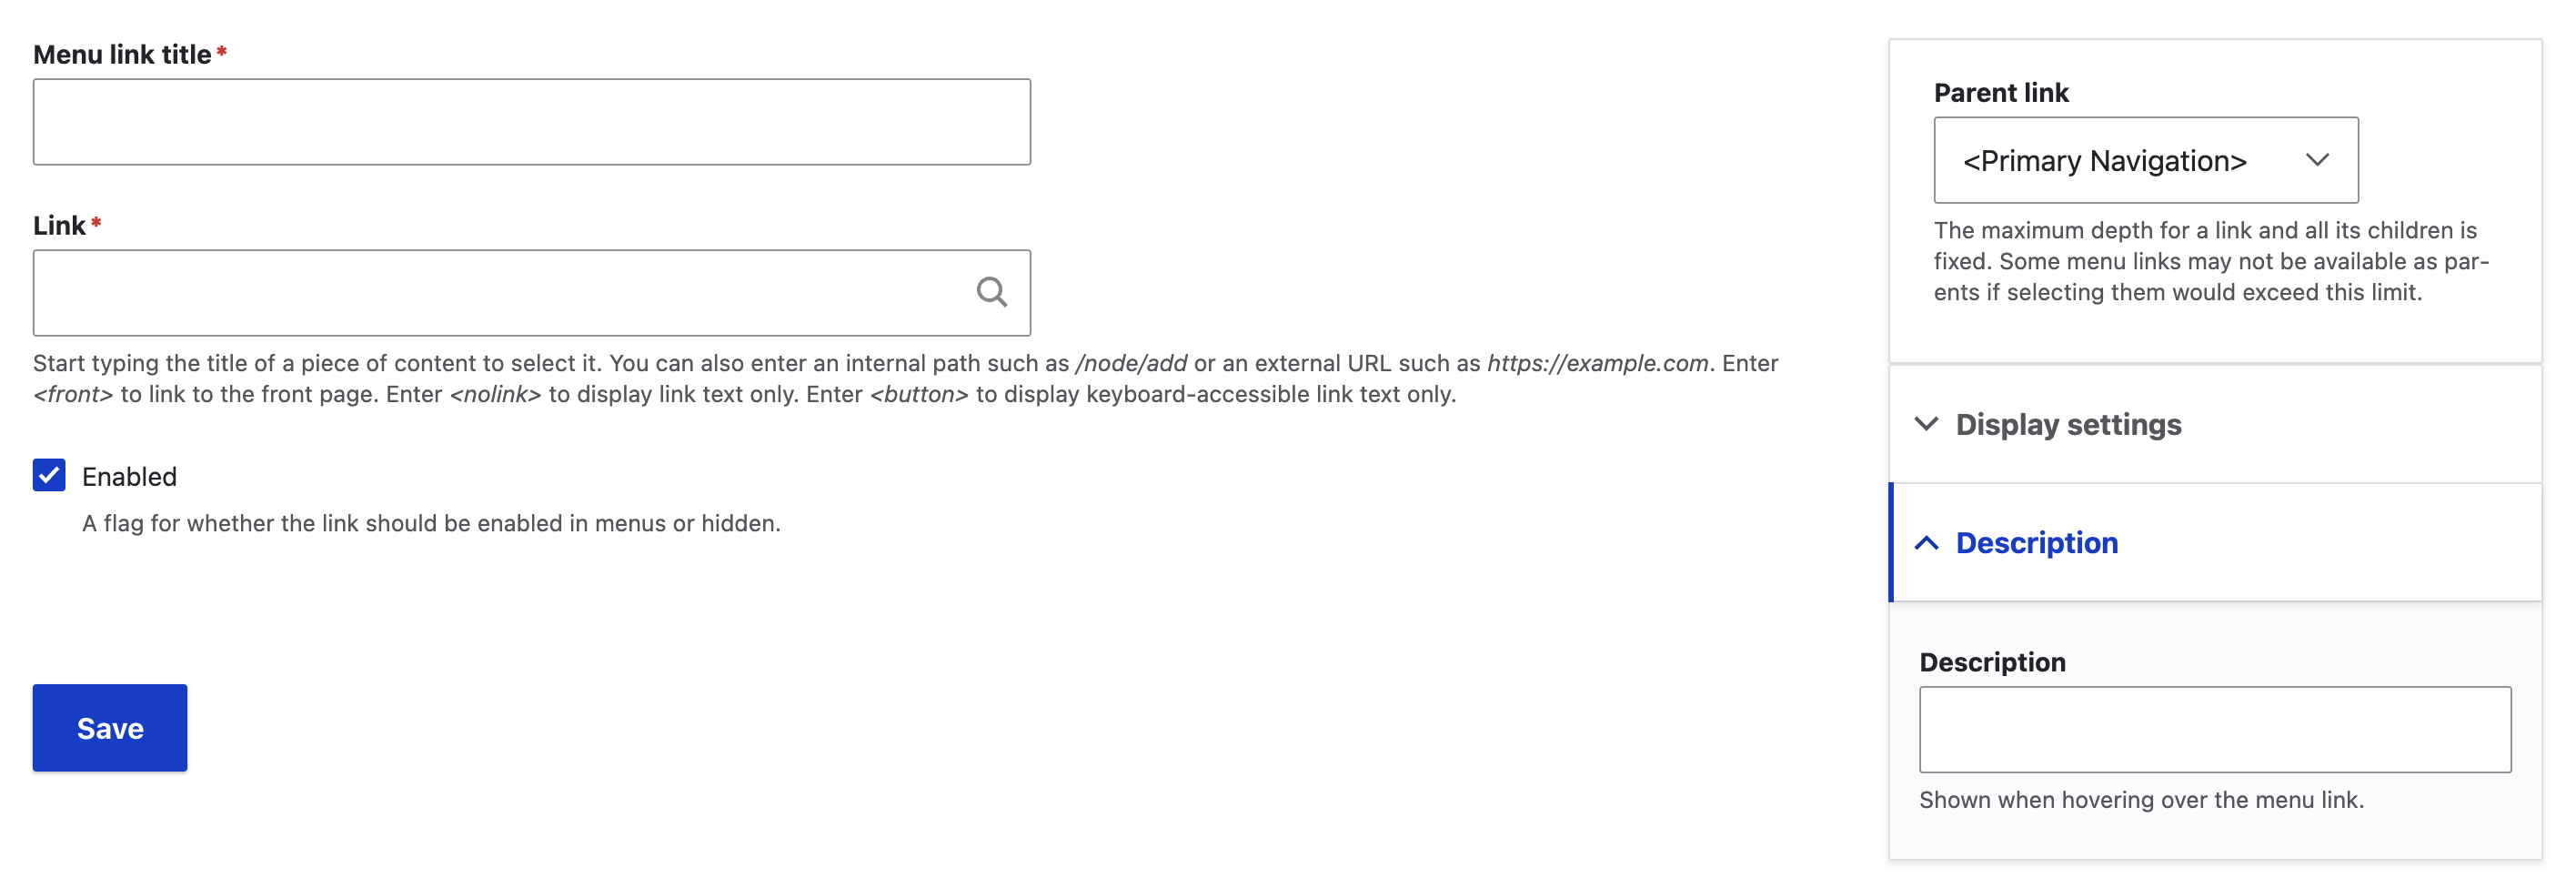 Menu link title*
Link*
Start typing the title of a piece of content to select it. You can also enter an internal path such as /node/add or an external URL such as https://example.com. Enter
<front> to link to the front page. Enter <nolink> to display link text only. Enter <button> to display keyboard-accessible link text only.
Enabled
A flag for whether the link should be enabled in menus or hidden.
Save
Parent link
<Primary Navigation>
The maximum depth for a link and all its children is
fixed. Some menu links may not be available as par-
ents if selecting them would exceed this limit.
Display settings
Description
Description
Shown when hovering over the menu link.